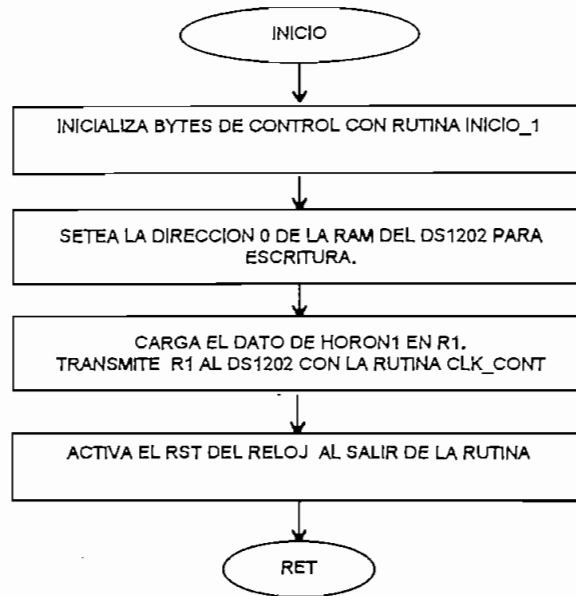 INICIO
INICIALIZA BYTES DE CONTROL CON RUTINA INICIO_1
SETEA LA DIRECCION 0 DE LA RAM DEL DS1202 PARA
ESCRITURA.
CARGA EL DATO DE HORON1 EN R1.
TRANSMITE R1 AL DS1202 CON LA RUTINA CLK_CONT
ACTIVA EL RST DEL RELOJ AL SALIR DE LA RUTINA
RET